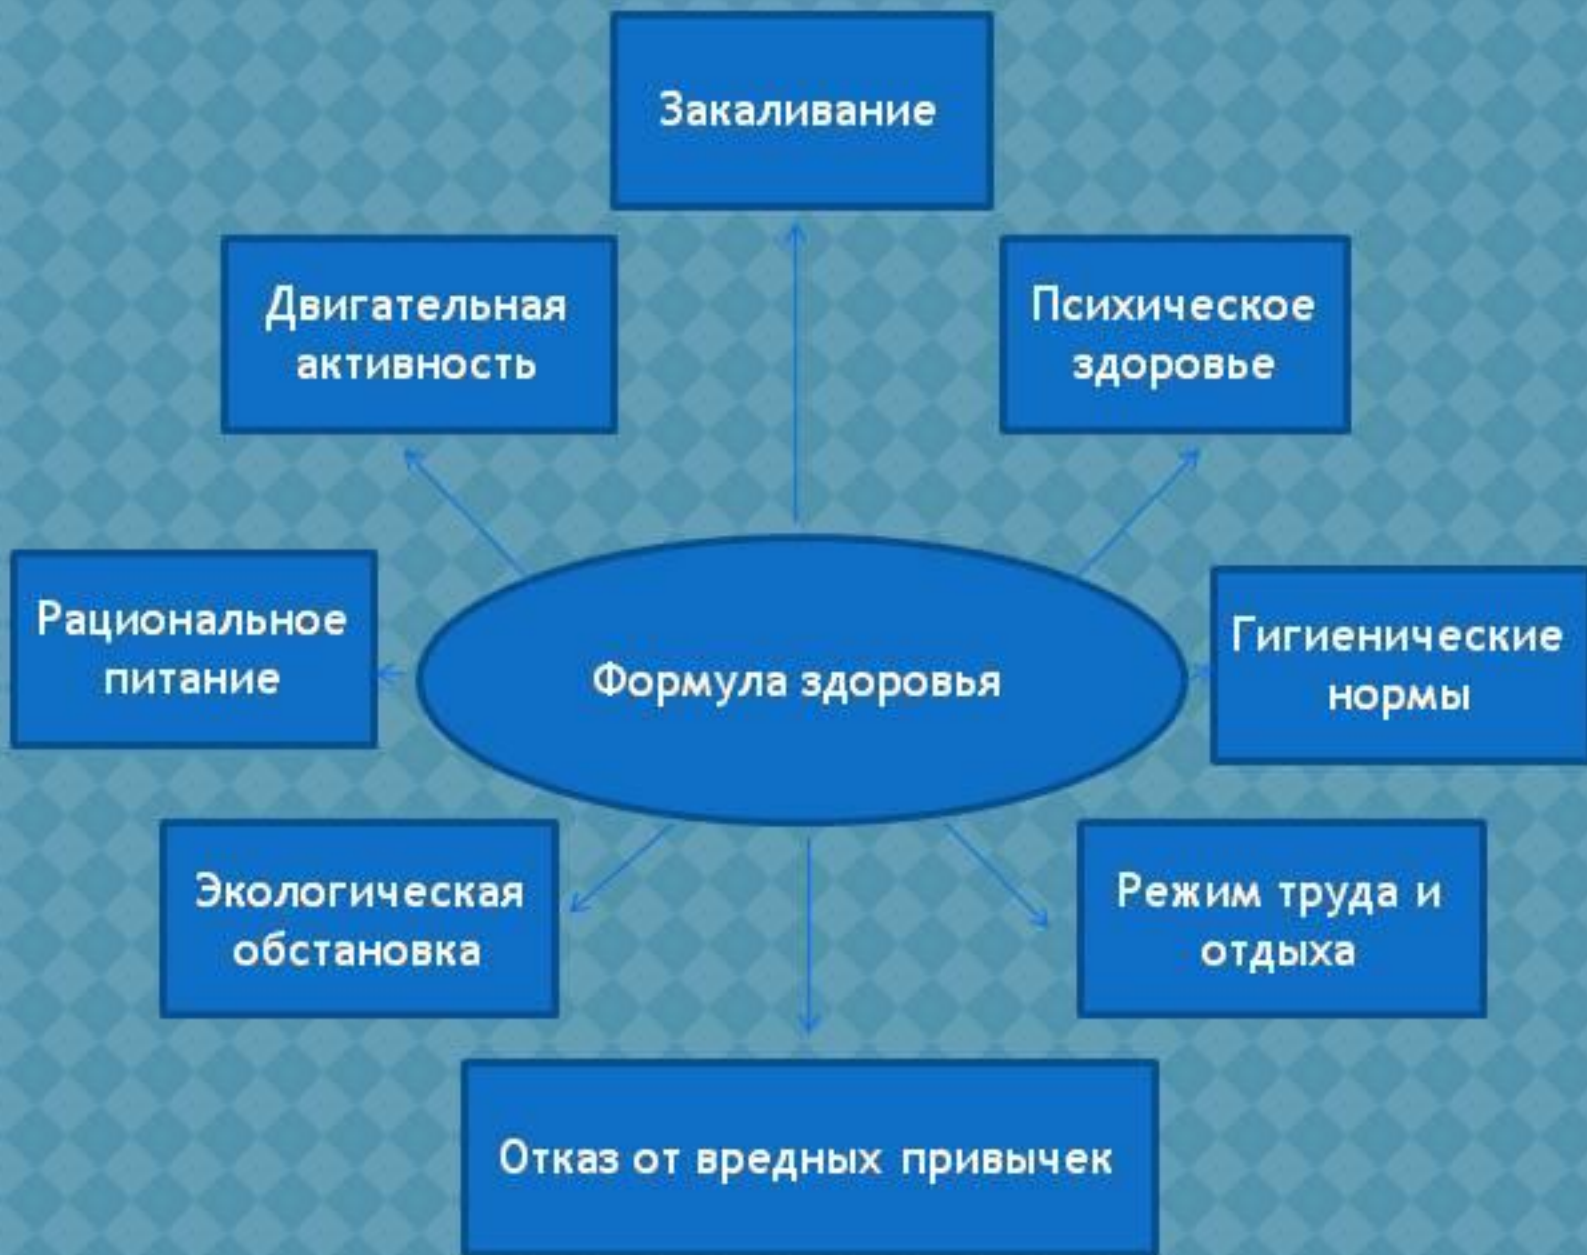 Закаливание
Двигательная
активность
Психическое
здоровье
Рациональное
питание
Формула здоровья
Гигиенические
нормы
Экологическая
обстановка
Режим труда и
отдыха
Отказ от вредных привычек